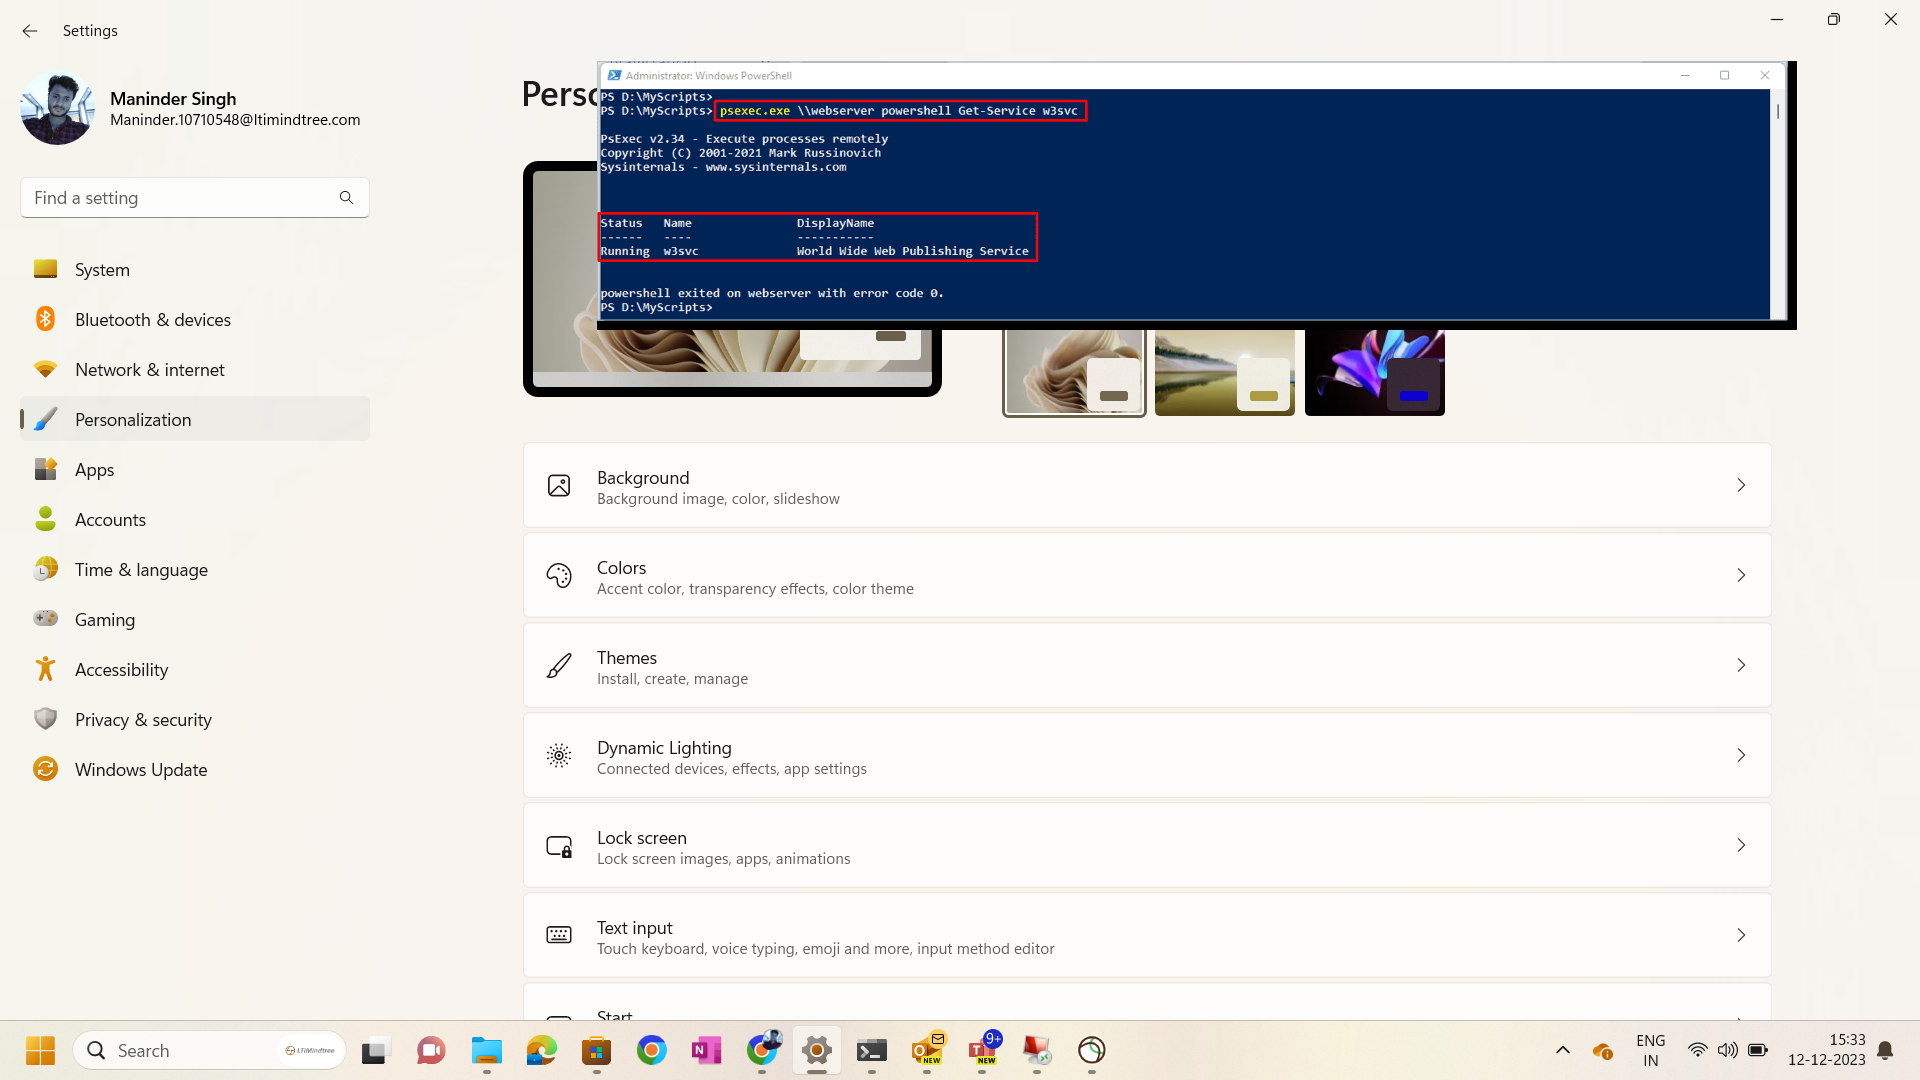 Settings
Maninder Singh
Maninder.10710548@ltimindtree.com
Find a setting
System
Bluetooth & devices
Network & internet
Personalization
Apps
Accounts
Time & language
Gaming
Accessibility
Privacy & security
Windows Update
Administrator: Windows PowerShell
PS D:\MyScripts>
PS D:\MyScripts> psexec.exe \\webserver powershell Get-Service w3svc
PsExec v2.34 - Execute processes remotely
Copyright (C) 2001-2021 Mark Russinovich
Sysinternals - www.sysinternals.com
Status Name DisplayName
------ ---- -----------
Running w3svc World Wide Web Publishing Service
powershell exited on webserver with error code 0.
PS D:\MyScripts>
Background
Background image, color, slideshow
Colors
Accent color, transparency effects, color theme
Themes
Install, create, manage
Dynamic Lighting
Connected devices, effects, app settings
Lock screen
Lock screen images, apps, animations
Text input
Touch keyboard, voice typing, emoji and more, input method editor
Start
Search
LTIMindtree
NEW
9+
NEW
ENG
IN
15:33
12-12-2023